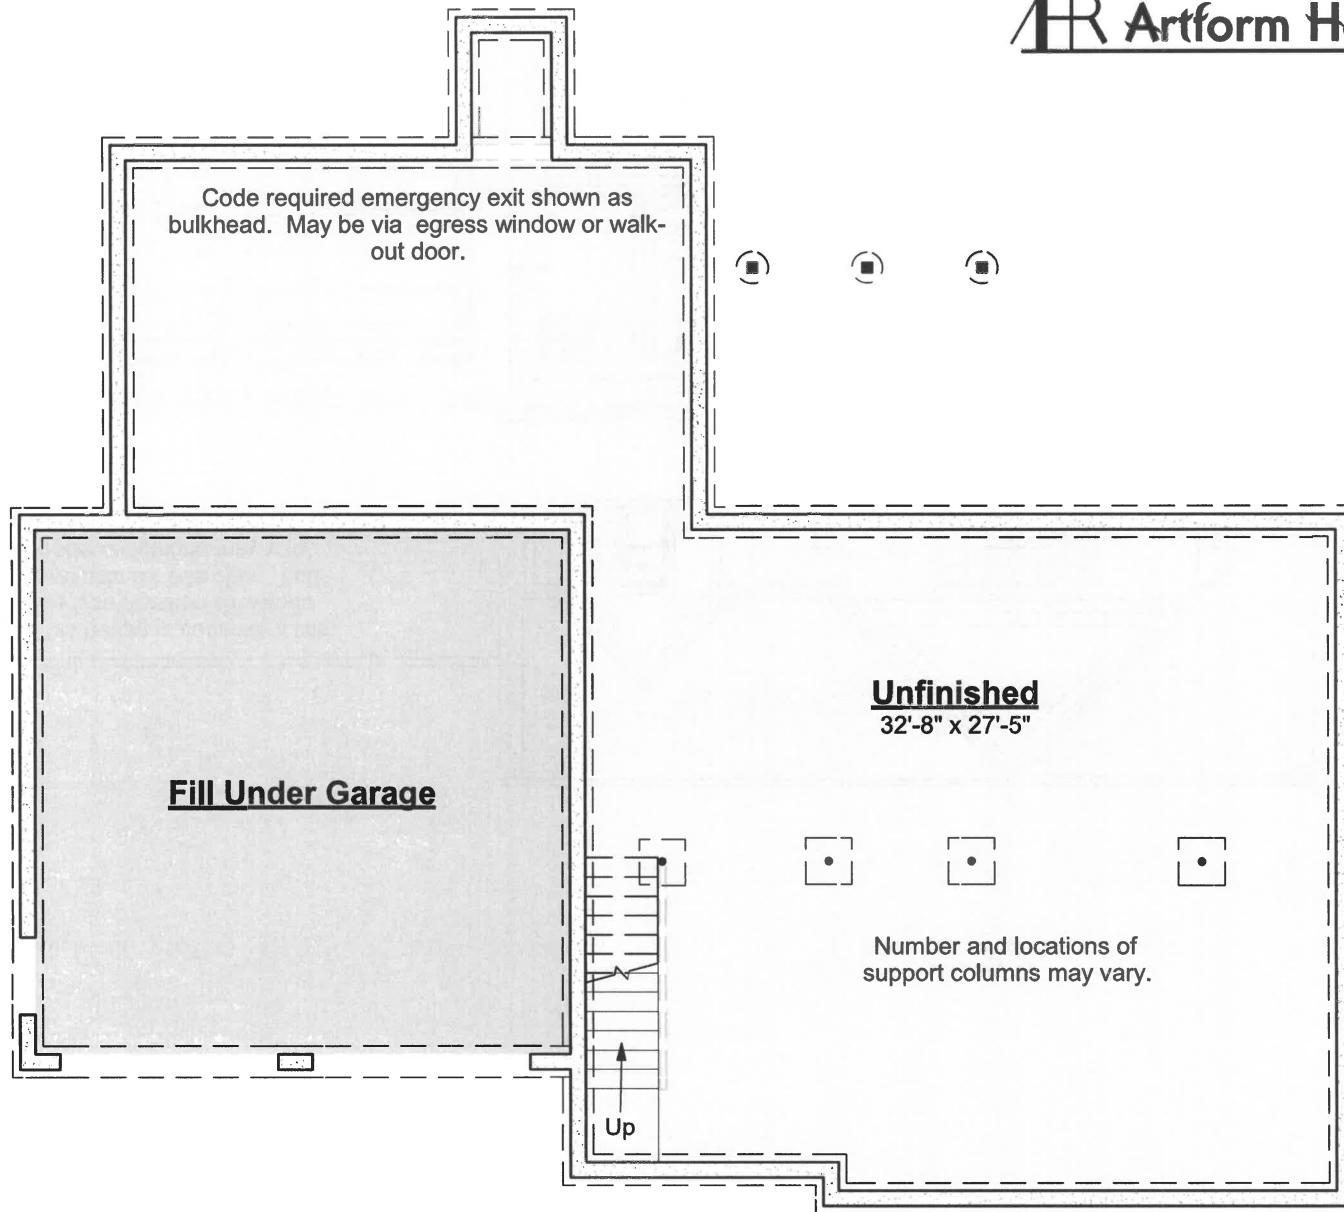 Artform H
Code required emergency exit shown as
bulkhead. May be via egress window or walk-
out door.
Unfinished
32'-8" x 27'-5"
Fill Under Garage
Number and locations of
support columns may vary.
Up